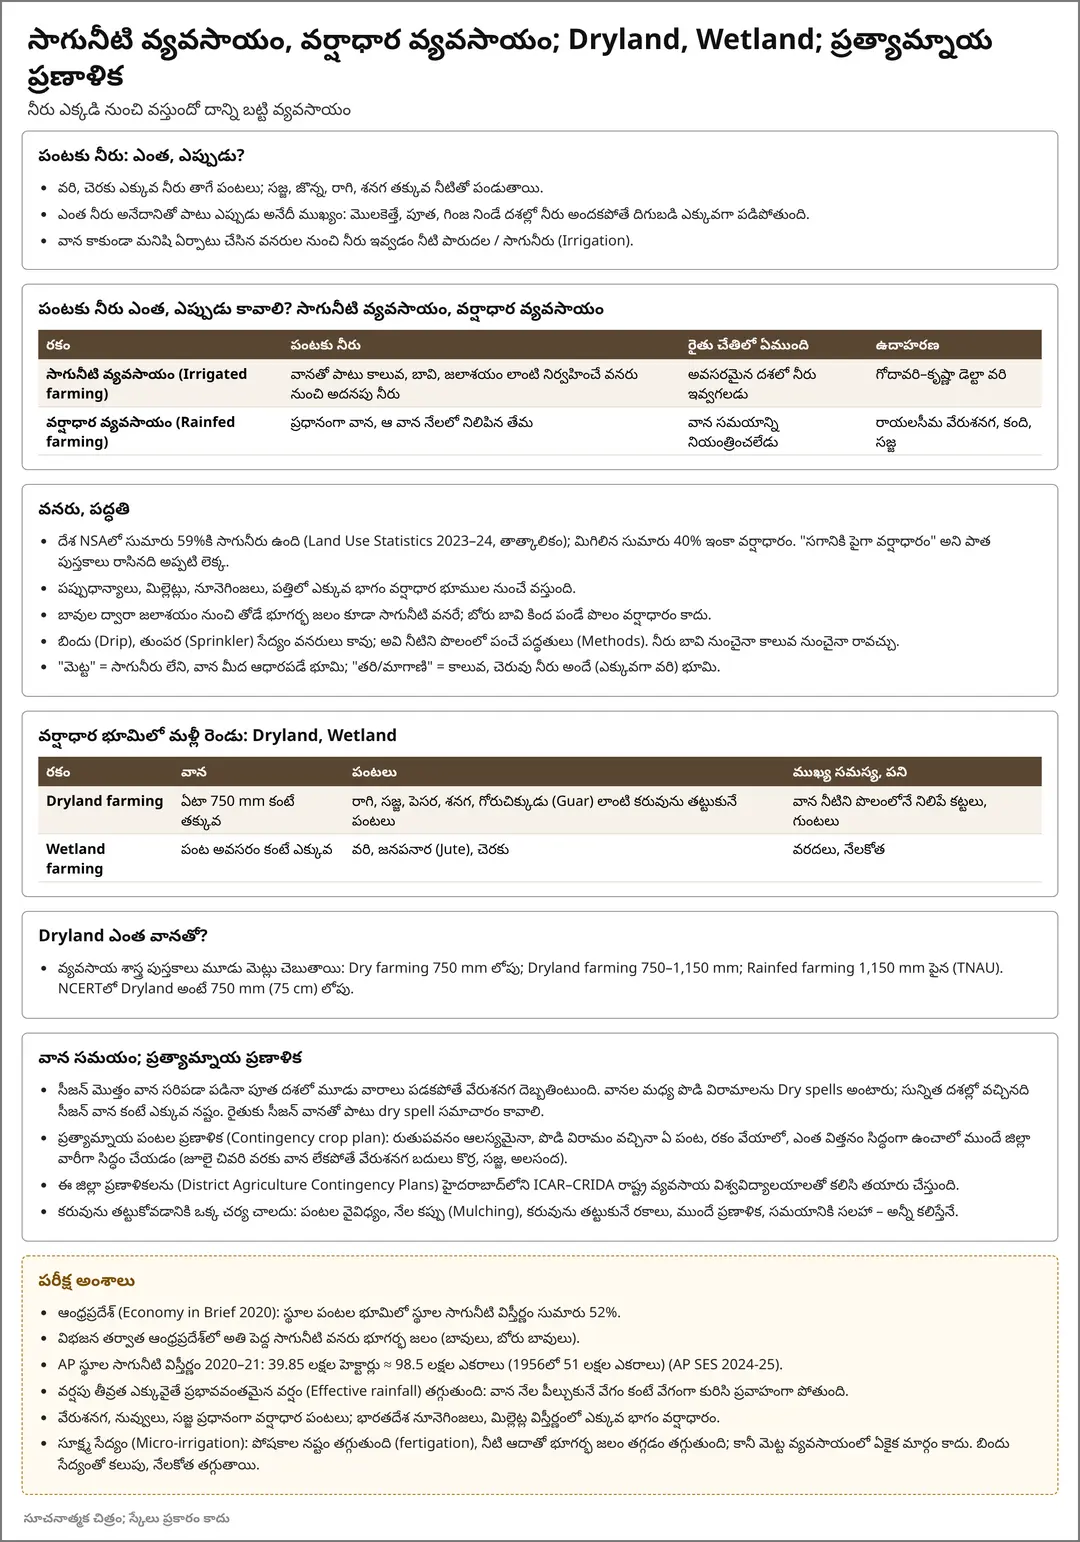 సాగునీటి వ్యవసాయం, వర్షాధార వ్యవసాయం; Dryland, Wetland; ప్రత్యామ్నాయ
ప్రణాళిక
నీరు ఎక్కడి నుంచి వస్తుందో దాన్ని బట్టి వ్యవసాయం
పంటకు నీరు: ఎంత, ఎప్పుడు?
• వరి, చెరకు ఎక్కువ నీరు తాగే పంటలు; సజ్జ, జొన్న, రాగి, శనగ తక్కువ నీటితో పండుతాయి.
• ఎంత నీరు అనేదానితో పాటు ఎప్పుడు అనేదీ ముఖ్యం: మొలకెత్తే, పూత, గింజ నిండే దశల్లో నీరు అందకపోతే దిగుబడి ఎక్కువగా పడిపోతుంది.
• వాన కాకుండా మనిషి ఏర్పాటు చేసిన వనరుల నుంచి నీరు ఇవ్వడం నీటి పారుదల / సాగునీరు (Irrigation).
పంటకు నీరు ఎంత, ఎప్పుడు కావాలి? సాగునీటి వ్యవసాయం, వర్షాధార వ్యవసాయం
రకం పంటకు నీరు రైతు చేతిలో ఏముంది ఉదాహరణ
సాగునీటి వ్యవసాయం (Irrigated వానతో పాటు కాలువ, బావి, జలాశయం లాంటి నిర్వహించే వనరు అవసరమైన దశలో నీరు గోదావరి–కృష్ణా డెల్టా వరి
farming) నుంచి అదనపు నీరు ఇవ్వగలడు
వర్షాధార వ్యవసాయం (Rainfed ప్రధానంగా వాన, ఆ వాన నేలలో నిలిపిన తేమ వాన సమయాన్ని రాయలసీమ వేరుశనగ, కంది,
farming) నియంత్రించలేడు సజ్జ
వనరు, పద్ధతి
• దేశ NSAలో సుమారు 59%కి సాగునీరు ఉంది (Land Use Statistics 2023–24, తాత్కాలికం); మిగిలిన సుమారు 40% ఇంకా వర్షాధారం. "సగానికి పైగా వర్షాధారం" అని పాత
పుస్తకాలు రాసినది అప్పటి లెక్క.
• పప్పుధాన్యాలు, మిల్లెట్లు, నూనెగింజలు, పత్తిలో ఎక్కువ భాగం వర్షాధార భూముల నుంచే వస్తుంది.
• బావుల ద్వారా జలాశయం నుంచి తోడే భూగర్భ జలం కూడా సాగునీటి వనరే; బోరు బావి కింద పండే పొలం వర్షాధారం కాదు.
• బిందు (Drip), తుంపర (Sprinkler) సేద్యం వనరులు కావు; అవి నీటిని పొలంలో పంచే పద్ధతులు (Methods). నీరు బావి నుంచైనా కాలువ నుంచైనా రావచ్చు.
• "మెట్ట" = సాగునీరు లేని, వాన మీద ఆధారపడే భూమి; "తరి/మాగాణి" = కాలువ, చెరువు నీరు అందే (ఎక్కువగా వరి) భూమి.
వర్షాధార భూమిలో మళ్లీ రెండు: Dryland, Wetland
రకం వాన పంటలు ముఖ్య సమస్య, పని
Dryland farming ఏటా 750 mm కంటే రాగి, సజ్జ, పెసర, శనగ, గోరుచిక్కుడు (Guar) లాంటి కరువును తట్టుకునే వాన నీటిని పొలంలోనే నిలిపే కట్టలు,
తక్కువ పంటలు గుంటలు
Wetland పంట అవసరం కంటే ఎక్కువ వరి, జనపనార (Jute), చెరకు వరదలు, నేలకోత
farming
Dryland ఎంత వానతో?
• వ్యవసాయ శాస్త్ర పుస్తకాలు మూడు మెట్లు చెబుతాయి: Dry farming 750 mm లోపు; Dryland farming 750–1,150 mm; Rainfed farming 1,150 mm పైన (TNAU).
NCERTలో Dryland అంటే 750 mm (75 cm) లోపు.
వాన సమయం; ప్రత్యామ్నాయ ప్రణాళిక
• సీజన్ మొత్తం వాన సరిపడా పడినా పూత దశలో మూడు వారాలు పడకపోతే వేరుశనగ దెబ్బతింటుంది. వానల మధ్య పొడి విరామాలను Dry spells అంటారు; సున్నిత దశల్లో వచ్చినది
సీజన్ వాన కంటే ఎక్కువ నష్టం. రైతుకు సీజన్ వానతో పాటు dry spell సమాచారం కావాలి.
• ప్రత్యామ్నాయ పంటల ప్రణాళిక (Contingency crop plan): రుతుపవనం ఆలస్యమైనా, పొడి విరామం వచ్చినా ఏ పంట, రకం వేయాలో, ఎంత విత్తనం సిద్ధంగా ఉంచాలో ముందే జిల్లా
వారీగా సిద్ధం చేయడం (జూలై చివరి వరకు వాన లేకపోతే వేరుశనగ బదులు కొర్ర, సజ్జ, అలసంద).
• ఈ జిల్లా ప్రణాళికలను (District Agriculture Contingency Plans) హైదరాబాద్‌లోని ICAR–CRIDA రాష్ట్ర వ్యవసాయ విశ్వవిద్యాలయాలతో కలిసి తయారు చేస్తుంది.
• కరువును తట్టుకోవడానికి ఒక్క చర్య చాలదు: పంటల వైవిధ్యం, నేల కప్పు (Mulching), కరువును తట్టుకునే రకాలు, ముందే ప్రణాళిక, సమయానికి సలహా – అన్నీ కలిస్తేనే.
పరీక్ష అంశాలు
• ఆంధ్రప్రదేశ్ (Economy in Brief 2020): స్థూల పంటల భూమిలో స్థూల సాగునీటి విస్తీర్ణం సుమారు 52%.
• విభజన తర్వాత ఆంధ్రప్రదేశ్‌లో అతి పెద్ద సాగునీటి వనరు భూగర్భ జలం (బావులు, బోరు బావులు).
• AP స్థూల సాగునీటి విస్తీర్ణం 2020–21: 39.85 లక్షల హెక్టార్లు ≈ 98.5 లక్షల ఎకరాలు (1956లో 51 లక్షల ఎకరాలు) (AP SES 2024-25).
• వర్షపు తీవ్రత ఎక్కువైతే ప్రభావవంతమైన వర్షం (Effective rainfall) తగ్గుతుంది: వాన నేల పీల్చుకునే వేగం కంటే వేగంగా కురిసి ప్రవాహంగా పోతుంది.
• వేరుశనగ, నువ్వులు, సజ్జ ప్రధానంగా వర్షాధార పంటలు; భారతదేశ నూనెగింజలు, మిల్లెట్ల విస్తీర్ణంలో ఎక్కువ భాగం వర్షాధారం.
• సూక్ష్మ సేద్యం (Micro-irrigation): పోషకాల నష్టం తగ్గుతుంది (fertigation), నీటి ఆదాతో భూగర్భ జలం తగ్గడం తగ్గుతుంది; కానీ మెట్ట వ్యవసాయంలో ఏకైక మార్గం కాదు. బిందు
సేద్యంతో కలుపు, నేలకోత తగ్గుతాయి.
సూచనాత్మక చిత్రం; స్కేలు ప్రకారం కాదు